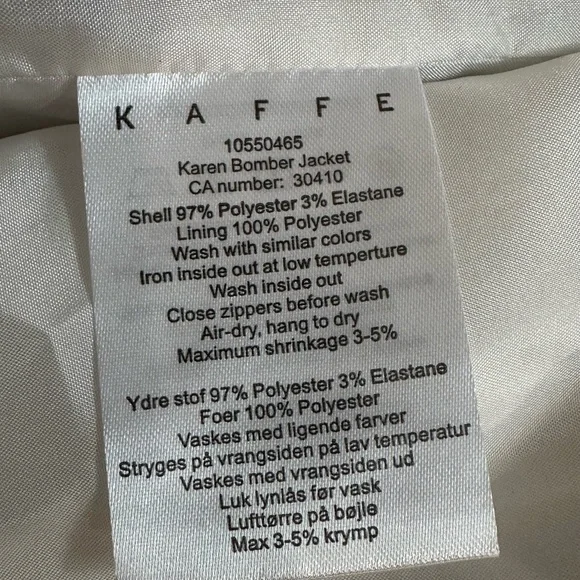 K A F F E
10550465
Karen Bomber Jacket
CA number: 30410
Shell 97% Polyester 3% Elastane
Lining 100% Polyester
Wash with similar colors
Iron inside out at low temperture
Wash inside out
Close zippers before wash
Air-dry, hang to dry
Maximum shrinkage 3-5%
Ydre stof 97% Polyester 3% Elastane
Foer 100% Polyester
Vaskes med ligende farver
Stryges på vrangsiden på lav temperatur
Vaskes med vrangsiden ud
Luk lynlås før vask
Lufttørre på bøjle
Max 3-5% krymp